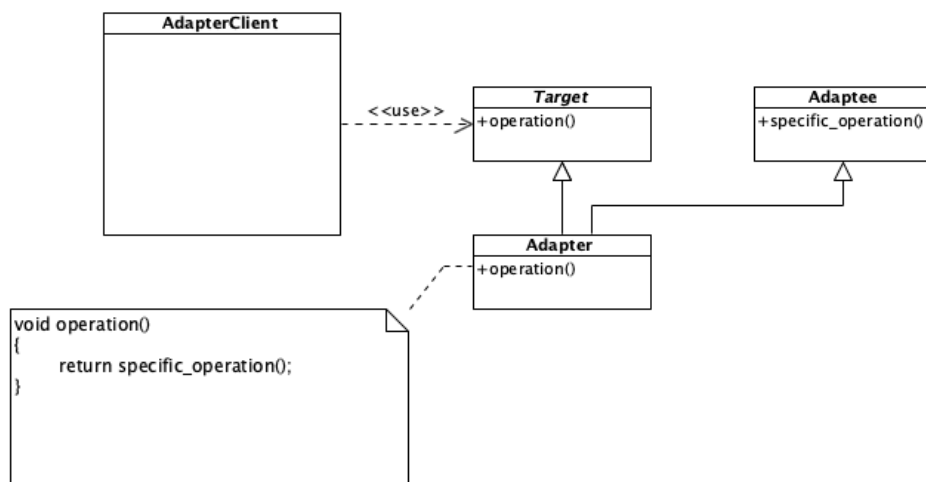 AdapterClient
<<use>>
Target
+operation()
Adaptee
+specific_operation()
Adapter
+operation()
void operation()
{
return specific_operation();
}